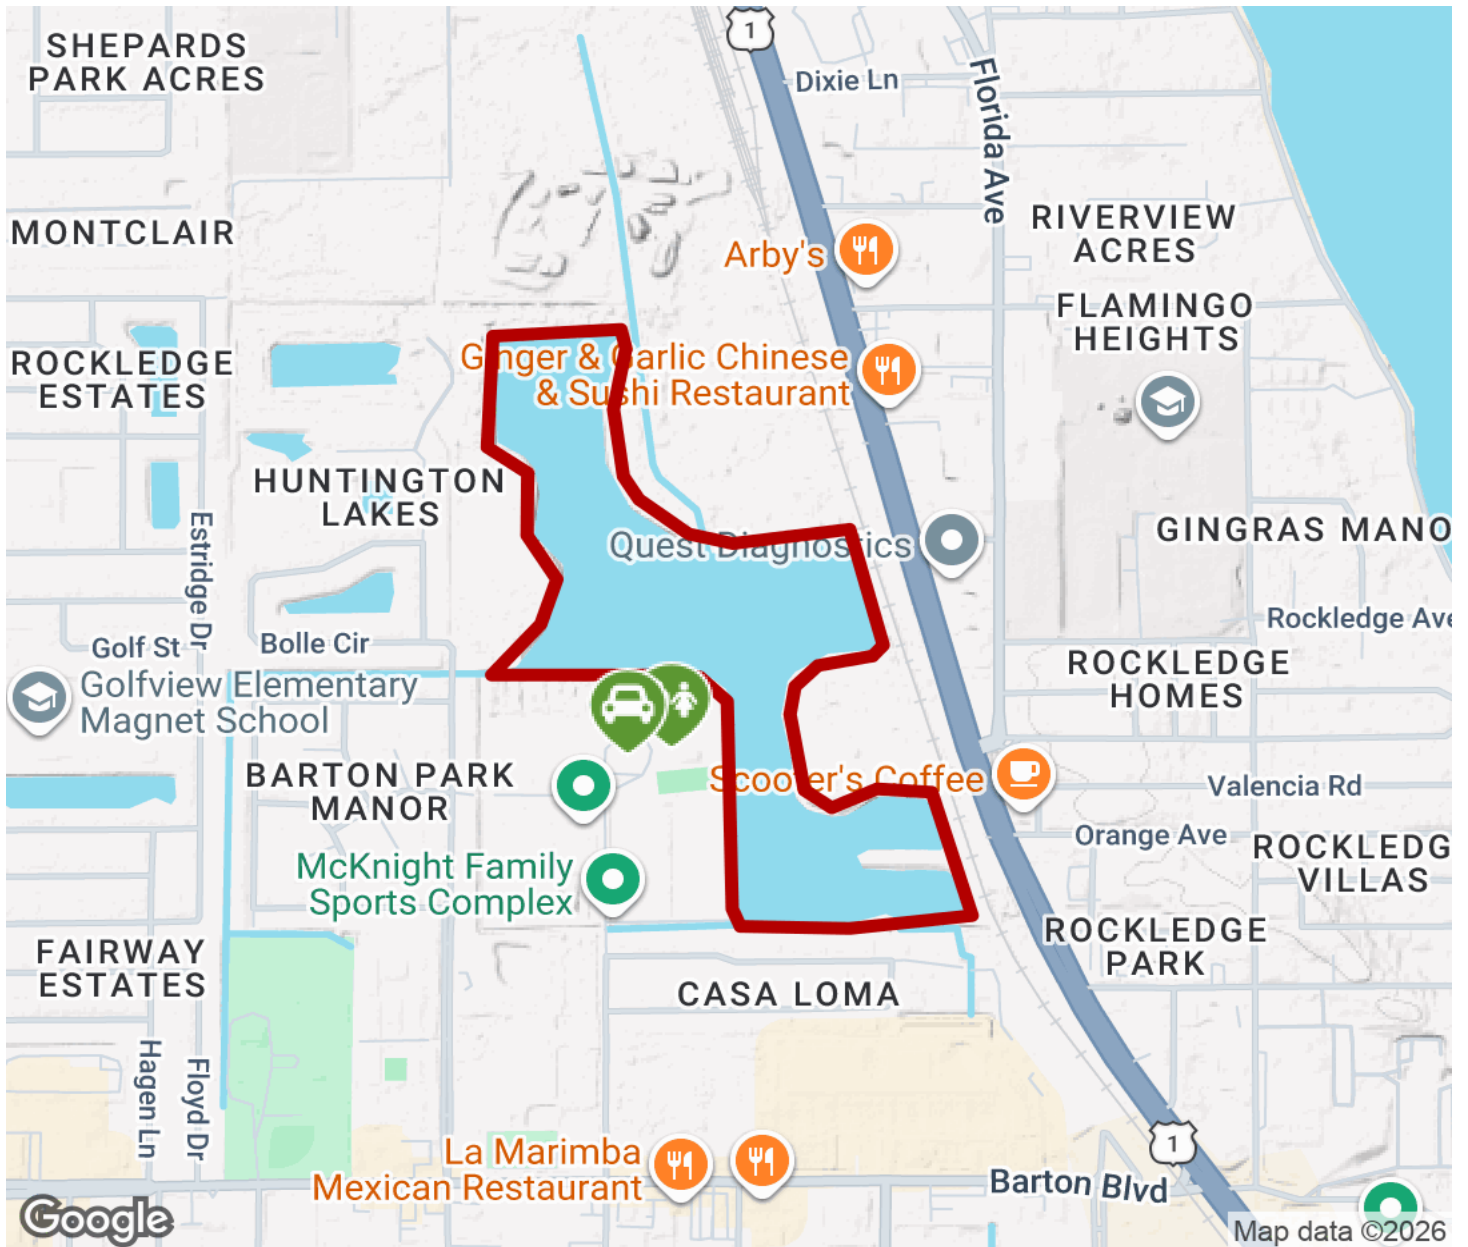 SHEPARDS
PARK ACRES
1
Dixie Ln
Florida Ave
MONTCLAIR
RIVERVIEW
ACRES
Arby's
FLAMINGO
HEIGHTS
ROCKLEDGE
ESTATES
Ginger & Garlic Chinese
& Sushi Restaurant
HUNTINGTON
LAKES
Estridge Dr
Quest Diagnostics
GINGRAS MANO
Rockledge Ave
Golf St
Bolle Cir
ROCKLEDGE
HOMES
Golfview Elementary
Magnet School
BARTON PARK
MANOR
Scooter's Coffee
Valencia Rd
Orange Ave
ROCKLEDG
VILLAS
McKnight Family
Sports Complex
ROCKLEDGE
PARK
FAIRWAY
ESTATES
CASA LOMA
Hagen Ln
Floyd Dr
La Marimba
Mexican Restaurant
1
Barton Blvd
Google
Map data ©2026